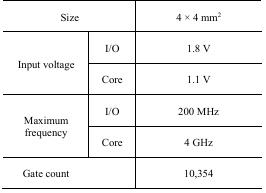 Size 4 × 4 mm²
Input voltage I/O 1.8 V
Core 1.1 V
Maximum frequency I/O 200 MHz
Core 4 GHz
Gate count 10,354